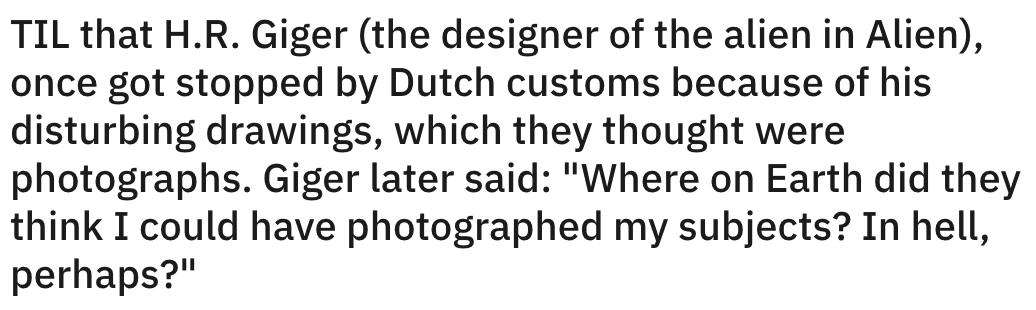 TIL that H.R. Giger (the designer of the alien in Alien),
once got stopped by Dutch customs because of his
disturbing drawings, which they thought were
photographs. Giger later said: "Where on Earth did they
think I could have photographed my subjects? In hell,
perhaps?"